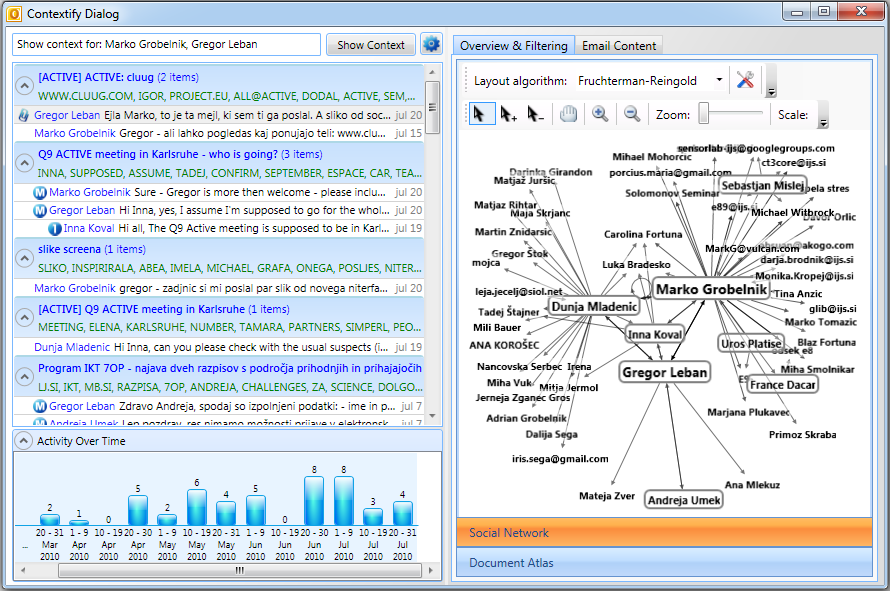 Contextify Dialog
Show context for: Marko Grobelnik, Gregor Leban
Show Context
[ACTIVE] ACTIVE: cluug (2 items)
WWW.CLUUG.COM, IGOR, PROJECT.EU, ALL@ACTIVE, DODAL, ACTIVE, SEM,...
Gregor Leban Ejla Marko, to je ta mejl, ki sem ti ga poslal. A sliko od soc... jul 20
Marko Grobelnik Gregor - ali lahko pogledas kaj ponujajo teli: www.clu... jul 15
Q9 ACTIVE meeting in Karlsruhe - who is going? (3 items)
INNA, SUPPOSED, ASSUME, TADEJ, CONFIRM, SEPTEMBER, ESPACE, CAR, TEA...
Marko Grobelnik Sure - Gregor is more then welcome - please inclu... jul 20
Gregor Leban Hi Inna, yes, I assume I'm supposed to go for the whol... jul 20
Inna Koval Hi all, The Q9 Active meeting is supposed to be in Karl... jul 19
slike screena (1 items)
SLIKO, INSPIRIRALA, ABEA, IMELA, MICHAEL, GRAFA, ONEGA, POSLJES, NITER...
Marko Grobelnik gregor - zadjnic si mi poslal par slik od novega niterfa... jul 20
[ACTIVE] Q9 ACTIVE meeting in Karlsruhe (1 items)
MEETING, ELENA, KARLSRUHE, NUMBER, TAMARA, PARTNERS, SIMPERL, PEO...
Dunja Mladenic Hi Inna, can you please check with the usual suspects (i... jul 19
Program IKT 7OP - najava dveh razpisov s področja prihodnjih in prihajajočih
LJ.SI, IKT, MB.SI, RAZPISA, 7OP, ANDREJA, CHALLENGES, ZA, SCIENCE, DOLGO...
Gregor Leban Zdravo Andreja, spodaj so izpolnjeni podatki: - ime in p... jul 7
Andreja Umek Lep pozdrav, res nimamo možnosti prijave v elektronsk... jul 7
Activity Over Time
2 1 0 5 2 6 4 5 0 8 8 3 4
... 20 - 31 1 - 9 10 - 19 20 - 30 1 - 9 10 - 19 20 - 31 1 - 9 10 - 19 20 - 30 1 - 9 10 - 19 20 - 31
Mar Apr Apr Apr May May May Jun Jun Jun Jul Jul Jul
2010 2010 2010 2010 2010 2010 2010 2010 2010 2010 2010 2010 2010
Overview & Filtering
Email Content
Layout algorithm: Fruchterman-Reingold
Zoom:
Scale:
sensorlab-ijs@googlegroups.com
Mihael Mohorcic
ct3core@ijs.si
Darinka Girandon
porcius.maria@gmail.com
Matjaž Juršic
Sebastjan Mislej
Solomonov Seminar
pela stres
Matjaz Rihtar
e89@ijs.si
Maja Skrjanc
Michael Witbrock
Davor Orlic
Martin Znidarsic
Carolina Fortuna
MarkG@vulcan.com
@akogo.com
Gregor Stok
darja.brodnik@ijs.si
mojca
Luka Bradesko
Monika.Kropej@ijs.si
leja.jecelj@siol.net
Marko Grobelnik
Tina Anzic
Dunja Mladenic
Tadej Štajner
glib@ijs.si
Mili Bauer
Marko Tomazic
Inna Koval
ANA KOROŠEC
Uros Platise
Blaz Fortuna
odsek e8
Nancovska Serbec Irena
Miha Smolnikar
Gregor Leban
Miha Vuk
Mitja Jermol
France Dacar
Jerneja Zganec Gros
Adrian Grobelnik
Marjana Plukavec
Dalija Sega
Primoz Skraba
iris.sega@gmail.com
Ana Mlekuz
Mateja Zver
Andreja Umek
Social Network
Document Atlas